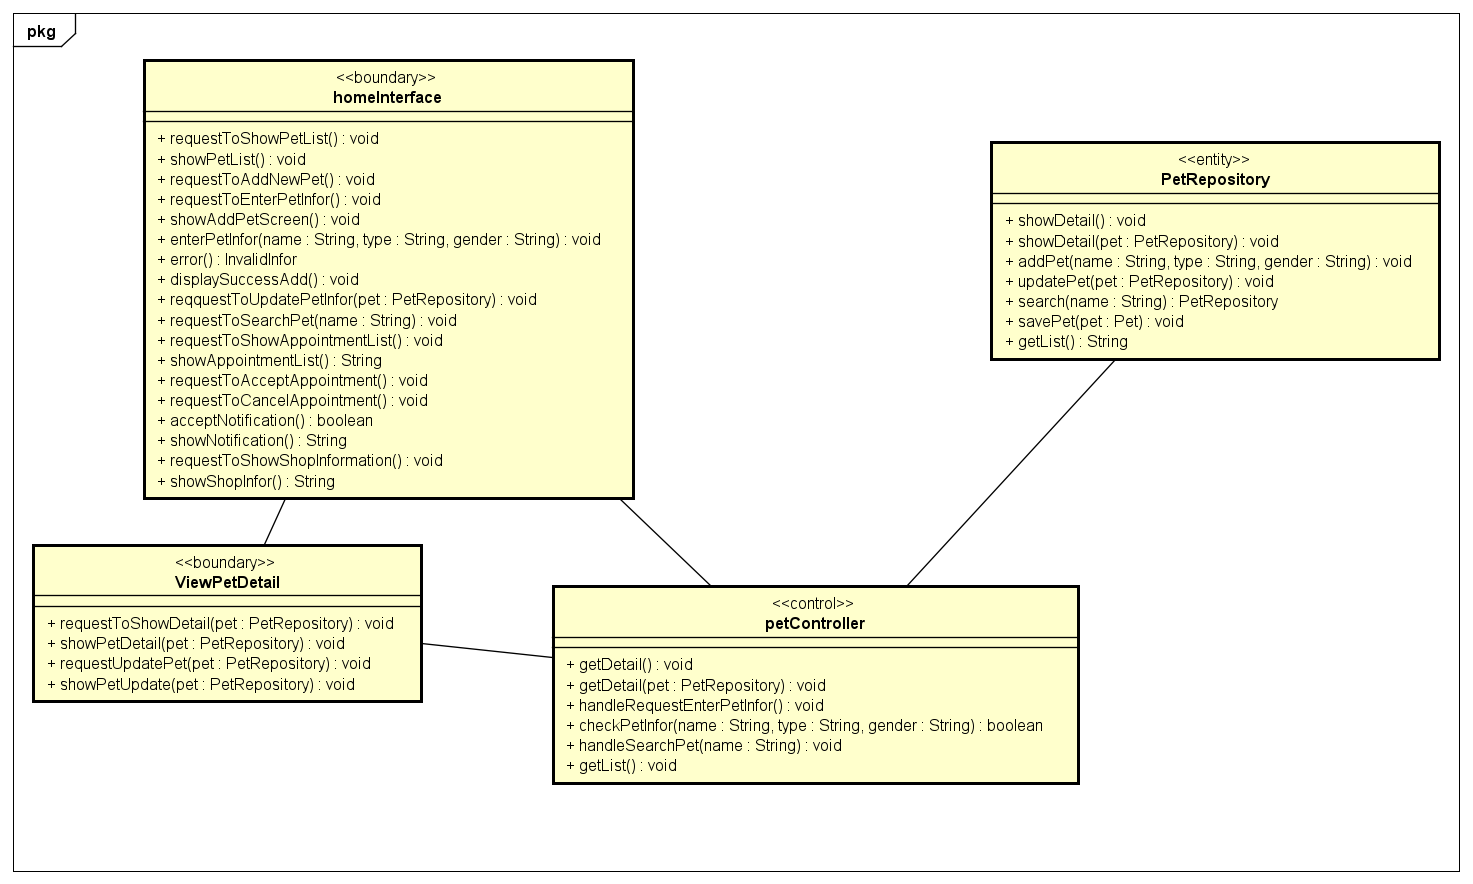 pkg
<<boundary>>
homeInterface
+ requestToShowPetList() : void
+ showPetList() : void
+ requestToAddNewPet() : void
+ requestToEnterPetInfor() : void
+ showAddPetScreen() : void
+ enterPetInfor(name : String, type : String, gender : String) : void
+ error() : InvalidInfor
+ displaySuccessAdd() : void
+ reqquestToUpdatePetInfor(pet : PetRepository) : void
+ requestToSearchPet(name : String) : void
+ requestToShowAppointmentList() : void
+ showAppointmentList() : String
+ requestToAcceptAppointment() : void
+ requestToCancelAppointment() : void
+ acceptNotification() : boolean
+ showNotification() : String
+ requestToShowShopInformation() : void
+ showShopInfor() : String
<<entity>>
PetRepository
+ showDetail() : void
+ showDetail(pet : PetRepository) : void
+ addPet(name : String, type : String, gender : String) : void
+ updatePet(pet : PetRepository) : void
+ search(name : String) : PetRepository
+ savePet(pet : Pet) : void
+ getList() : String
<<boundary>>
ViewPetDetail
+ requestToShowDetail(pet : PetRepository) : void
+ showPetDetail(pet : PetRepository) : void
+ requestUpdatePet(pet : PetRepository) : void
+ showPetUpdate(pet : PetRepository) : void
<<control>>
petController
+ getDetail() : void
+ getDetail(pet : PetRepository) : void
+ handleRequestEnterPetInfor() : void
+ checkPetInfor(name : String, type : String, gender : String) : boolean
+ handleSearchPet(name : String) : void
+ getList() : void